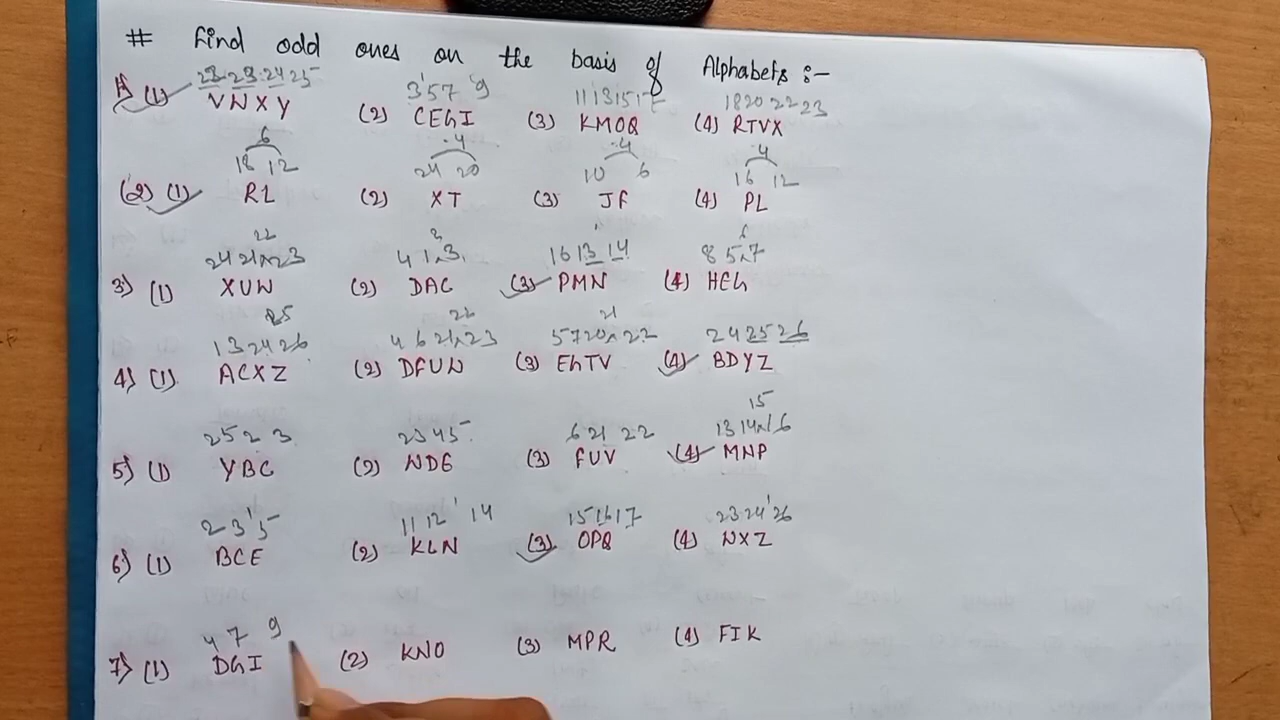 # Find odd ones on the basis of Alphabets :-
23 23 24 25 3 5 7 9 11 13 15 17 18 20 22 23
1) (1) VWXY (2) CEGI (3) KMOQ (4) RTVX
6 4 4 4
18 12 24 20 10 6 16 12
(2) (1) RL (2) XT (3) JF (4) PL
22 3
24 21 23 4 1 3 16 13 14 8 5 7
3) (1) XUW (2) DAC (3) PMN (4) HEG
25 22 21
1 3 24 26 4 6 21 23 5 7 20 22 2 4 25 26
4) (1) ACXZ (2) DFUW (3) EGTV (4) BDYZ
15
25 2 3 23 4 5 6 21 22 13 14 16
5) (1) YBC (2) WDE (3) FUV (4) MNP
2 3 5 11 12 14 15 16 17 23 24 26
6) (1) BCE (2) KLN (3) OPQ (4) WXZ
4 7 9
7) (1) DGI (2) KNO (3) MPR (4) FIK